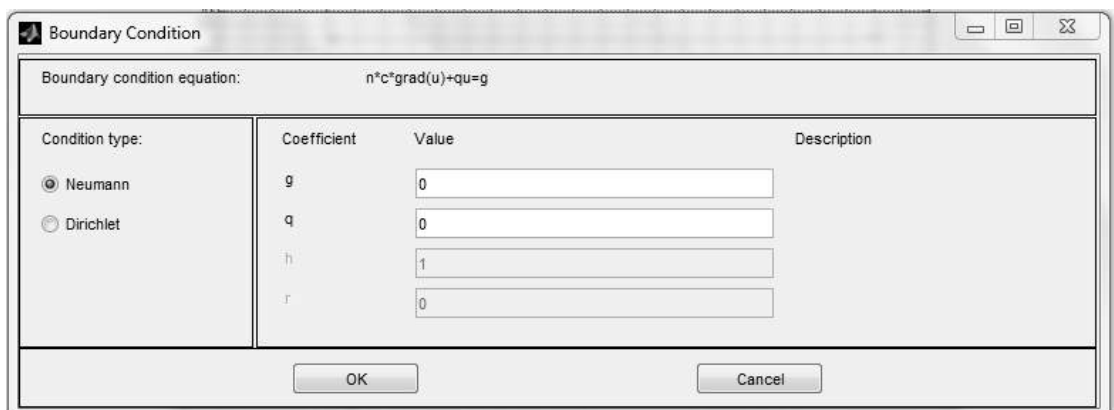 Boundary Condition
Boundary condition equation: n*c*grad(u)+qu=g
Condition type: Coefficient Value Description
Neumann g 0
Dirichlet q 0
h 1
r 0
OK Cancel